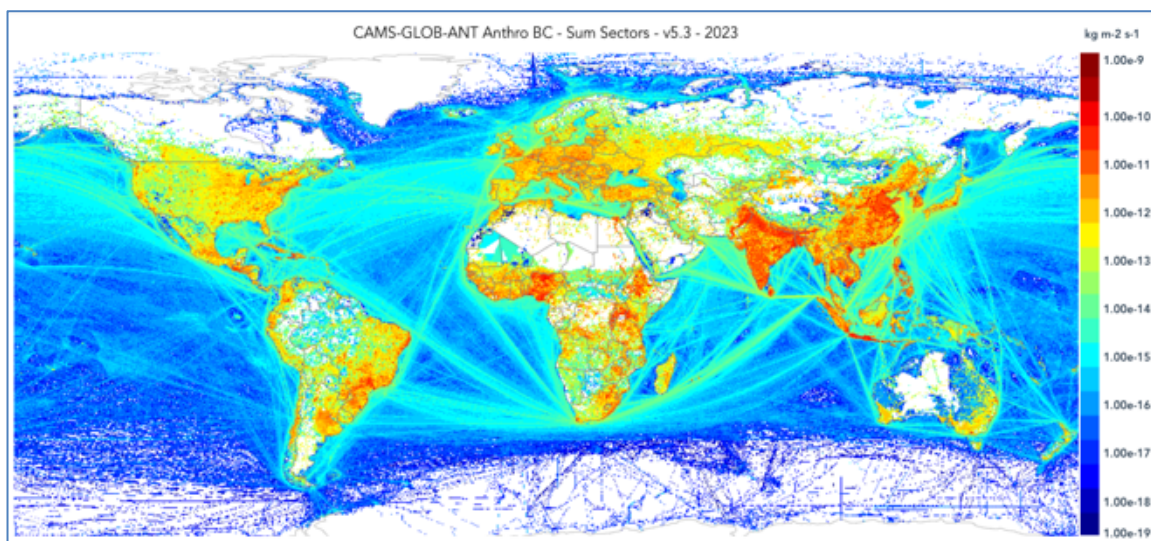 CAMS-GLOB-ANT Anthro BC - Sum Sectors - v5.3 - 2023
kg m-2 s-1
1.00e-9
1.00e-10
1.00e-11
1.00e-12
1.00e-13
1.00e-14
1.00e-15
1.00e-16
1.00e-17
1.00e-18
1.00e-19